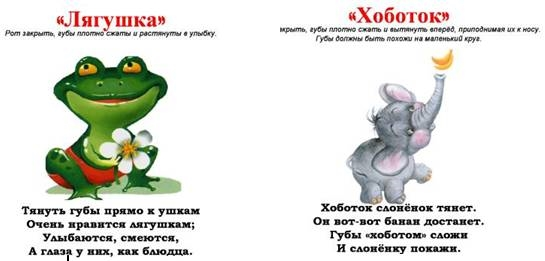 «Лягушка»
Рот закрыть, губы плотно сжаты и растянуты в улыбку.
Тянуть губы прямо к ушкам
Очень нравится лягушкам;
Улыбаются, смеются,
А глаза у них, как блюдца.
«Хоботок»
крыть, губы плотно сжать и вытянуть вперёд, приподнимая их к носу.
Губы должны быть похожи на маленький круг.
Хоботок слонёнок тянет.
Он вот-вот банан достанет.
Губы «хоботом» сложи
И слонёнку покажи.